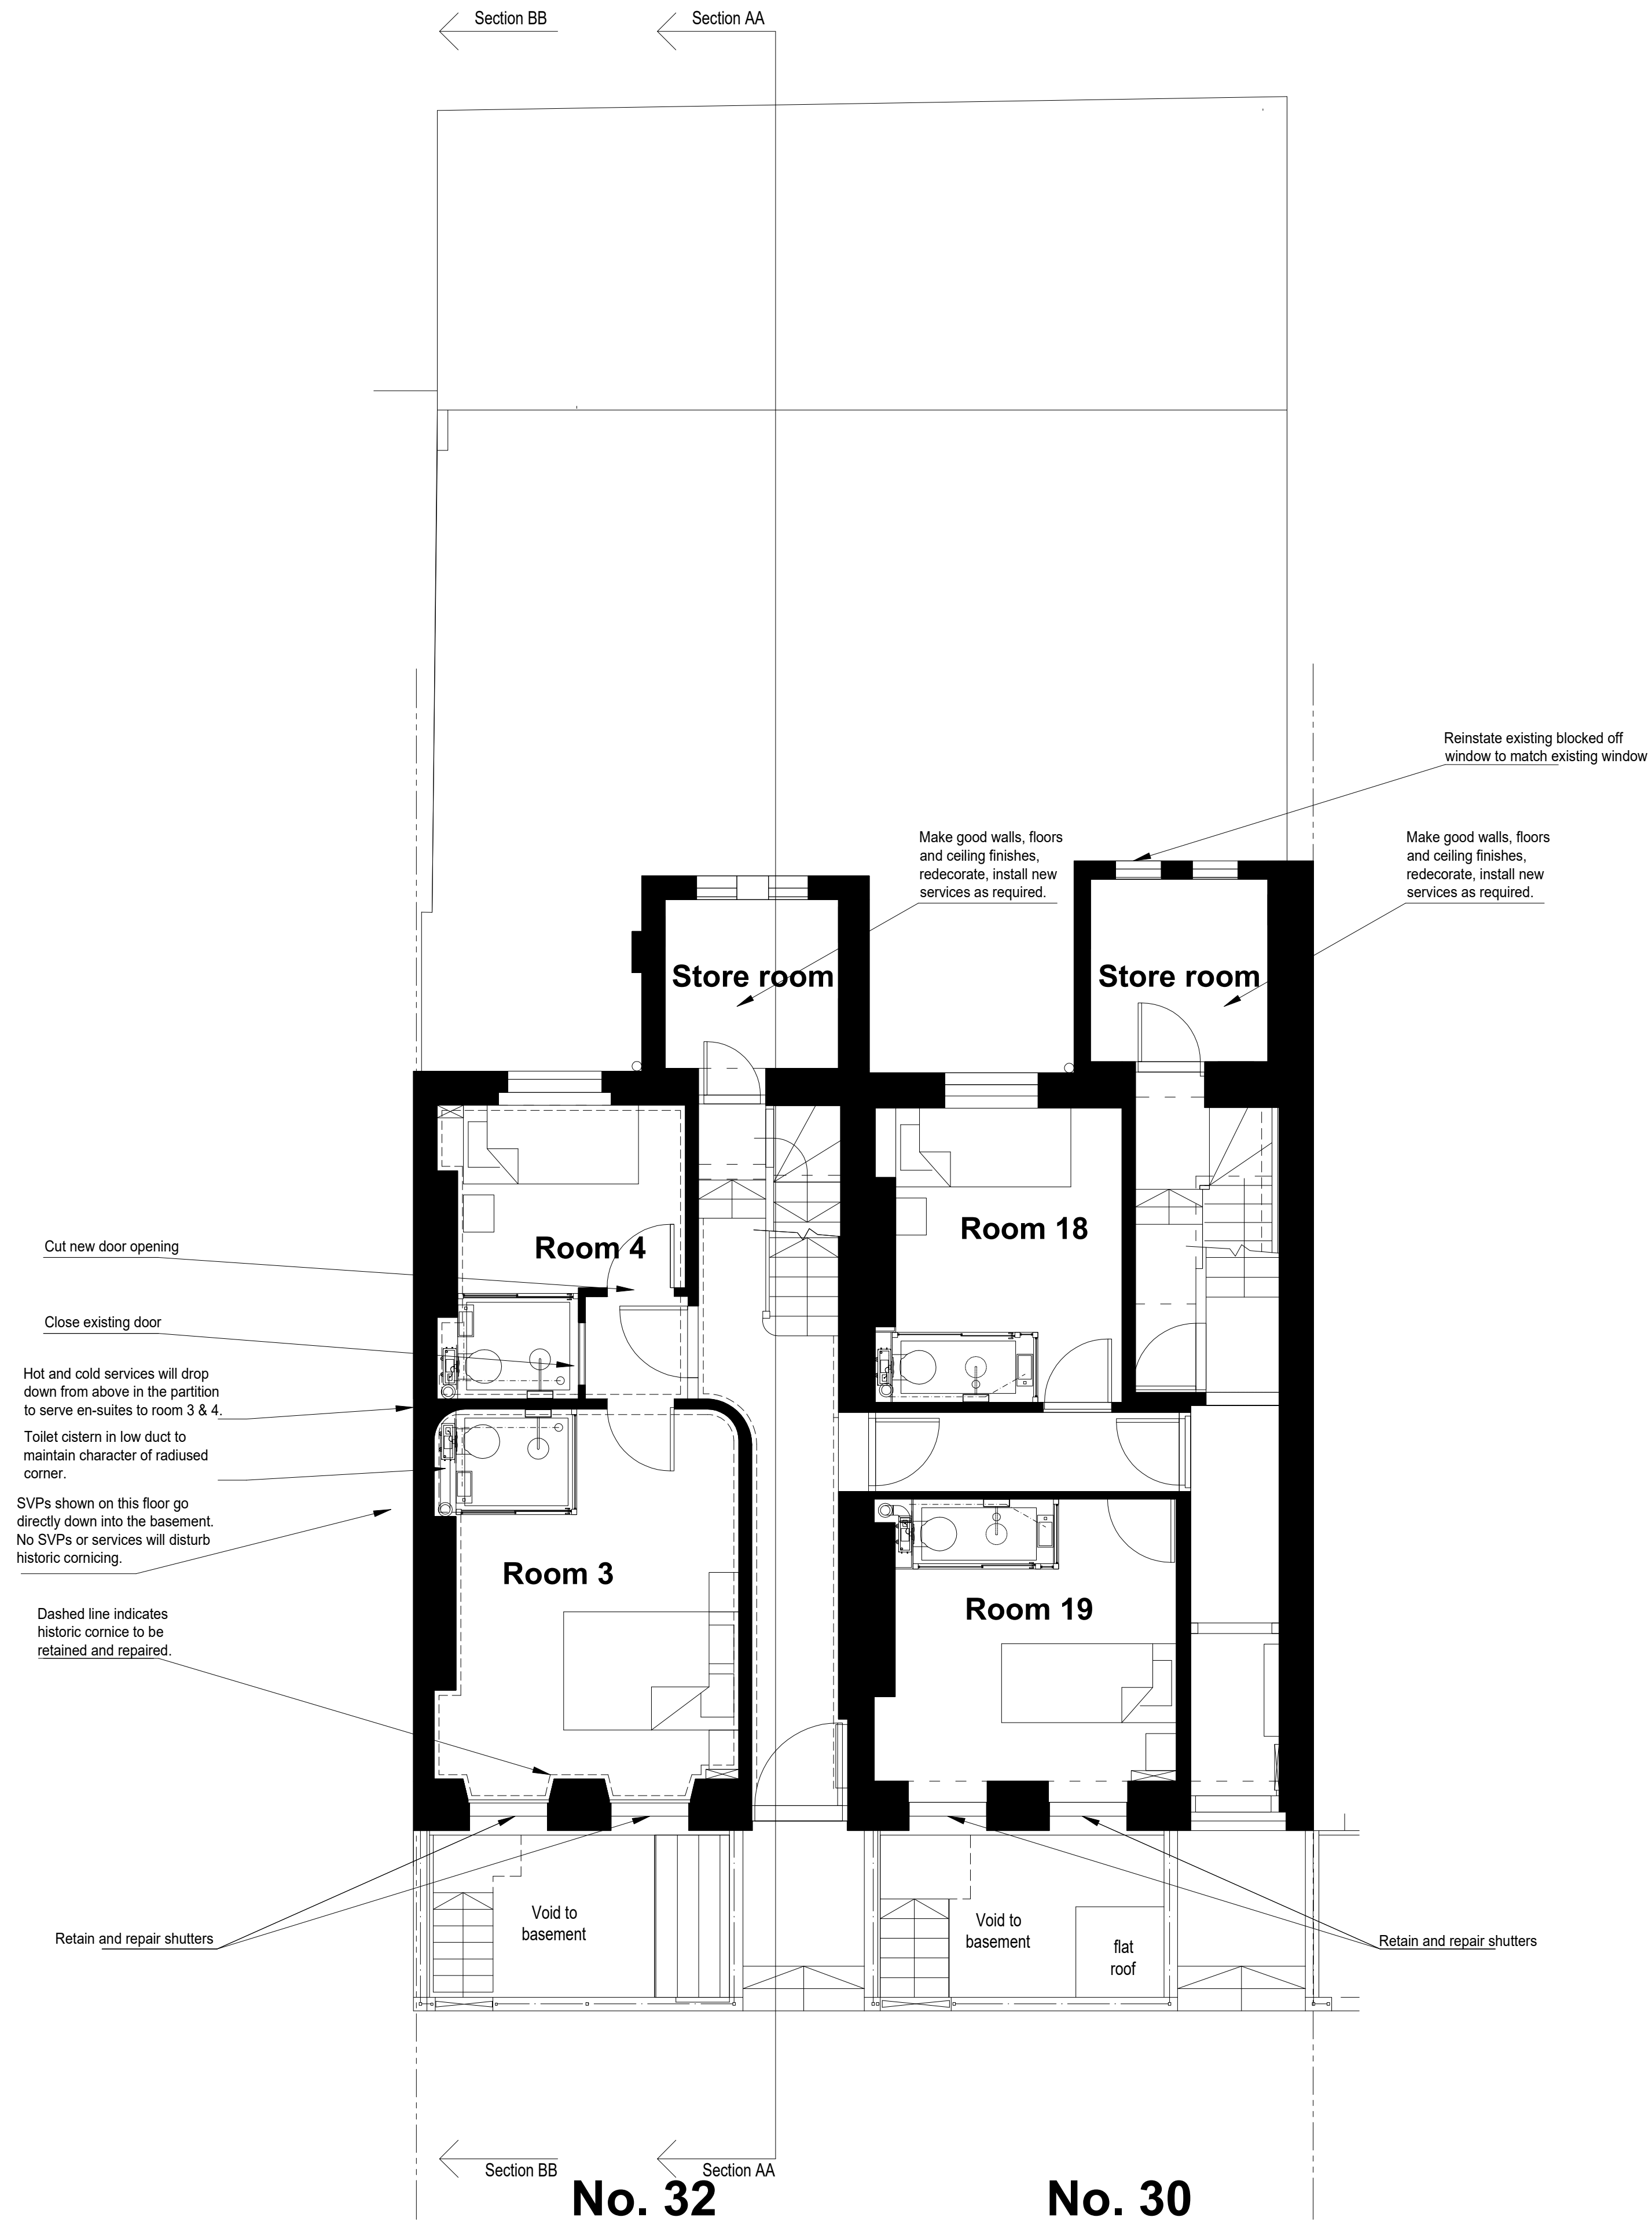 Section BB
Section AA
Reinstate existing blocked off
window to match existing window
Make good walls, floors
and ceiling finishes,
redecorate, install new
services as required.
Make good walls, floors
and ceiling finishes,
redecorate, install new
services as required.
Store room
Store room
Room 4
Room 18
Cut new door opening
Close existing door
Hot and cold services will drop
down from above in the partition
to serve en-suites to room 3 & 4.
Toilet cistern in low duct to
maintain character of radiused
corner.
SVPs shown on this floor go
directly down into the basement.
No SVPs or services will disturb
historic cornicing.
Room 3
Room 19
Dashed line indicates
historic cornice to be
retained and repaired.
Void to
basement
Void to
basement
flat
roof
Retain and repair shutters
Retain and repair shutters
Section BB
Section AA
No. 32
No. 30